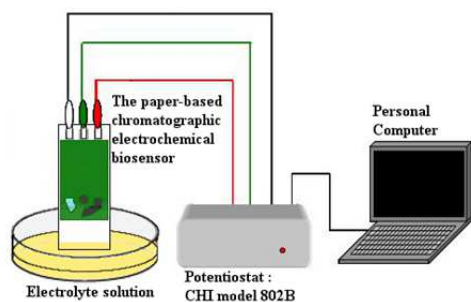 The paper-based
chromatographic
electrochemical
biosensor
Personal
Computer
Electrolyte solution
Potentiostat :
CHI model 802B